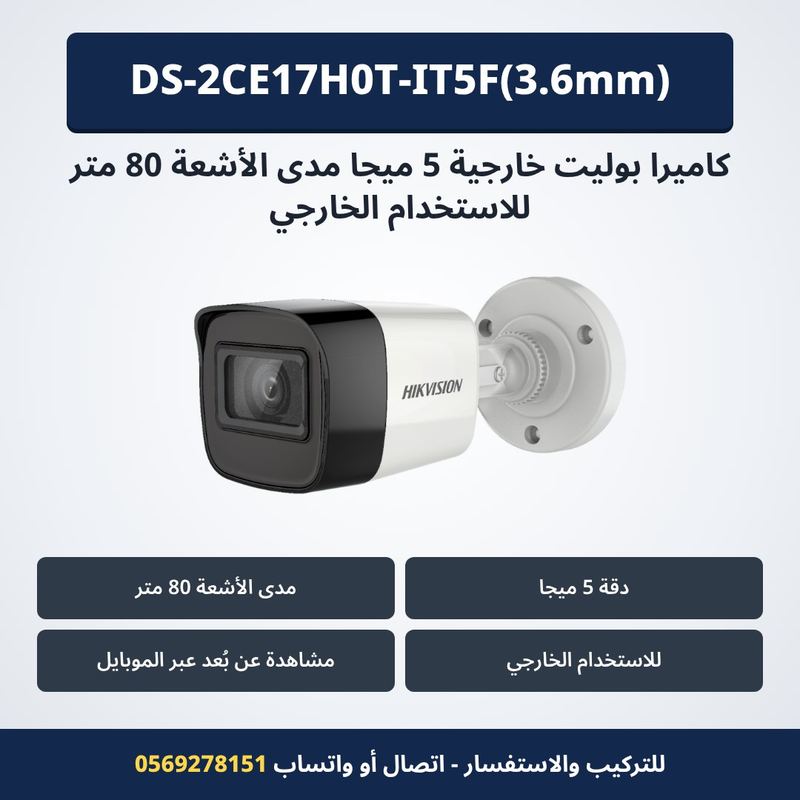 DS-2CE17H0T-IT5F(3.6mm)
كاميرا بوليت خارجية 5 ميجا مدى الأشعة 80 متر
للاستخدام الخارجي
HIKVISION
دقة 5 ميجا
مدى الأشعة 80 متر
للاستخدام الخارجي
مشاهدة عن بُعد عبر الموبايل
للتركيب والاستفسار - اتصال أو واتساب 0569278151